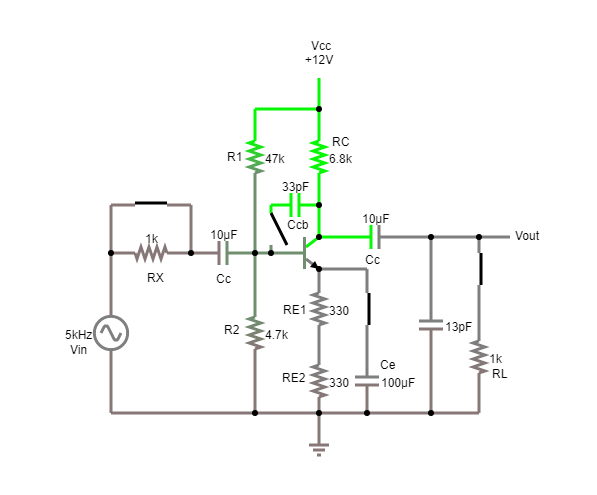 Vcc
+12V
RC
6.8k
R1
47k
33pF
Ccb
1k
RX
10µF
Cc
10µF
Cc
Vout
5kHz
Vin
R2
4.7k
RE1
330
RE2
330
Ce
100µF
13pF
1k
RL